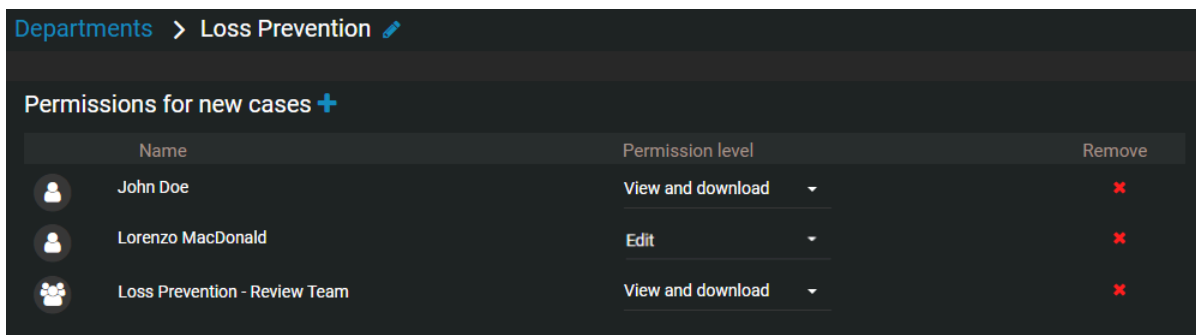 Departments > Loss Prevention
Permissions for new cases
Name Permission level Remove
John Doe View and download
Lorenzo MacDonald Edit
Loss Prevention - Review Team View and download